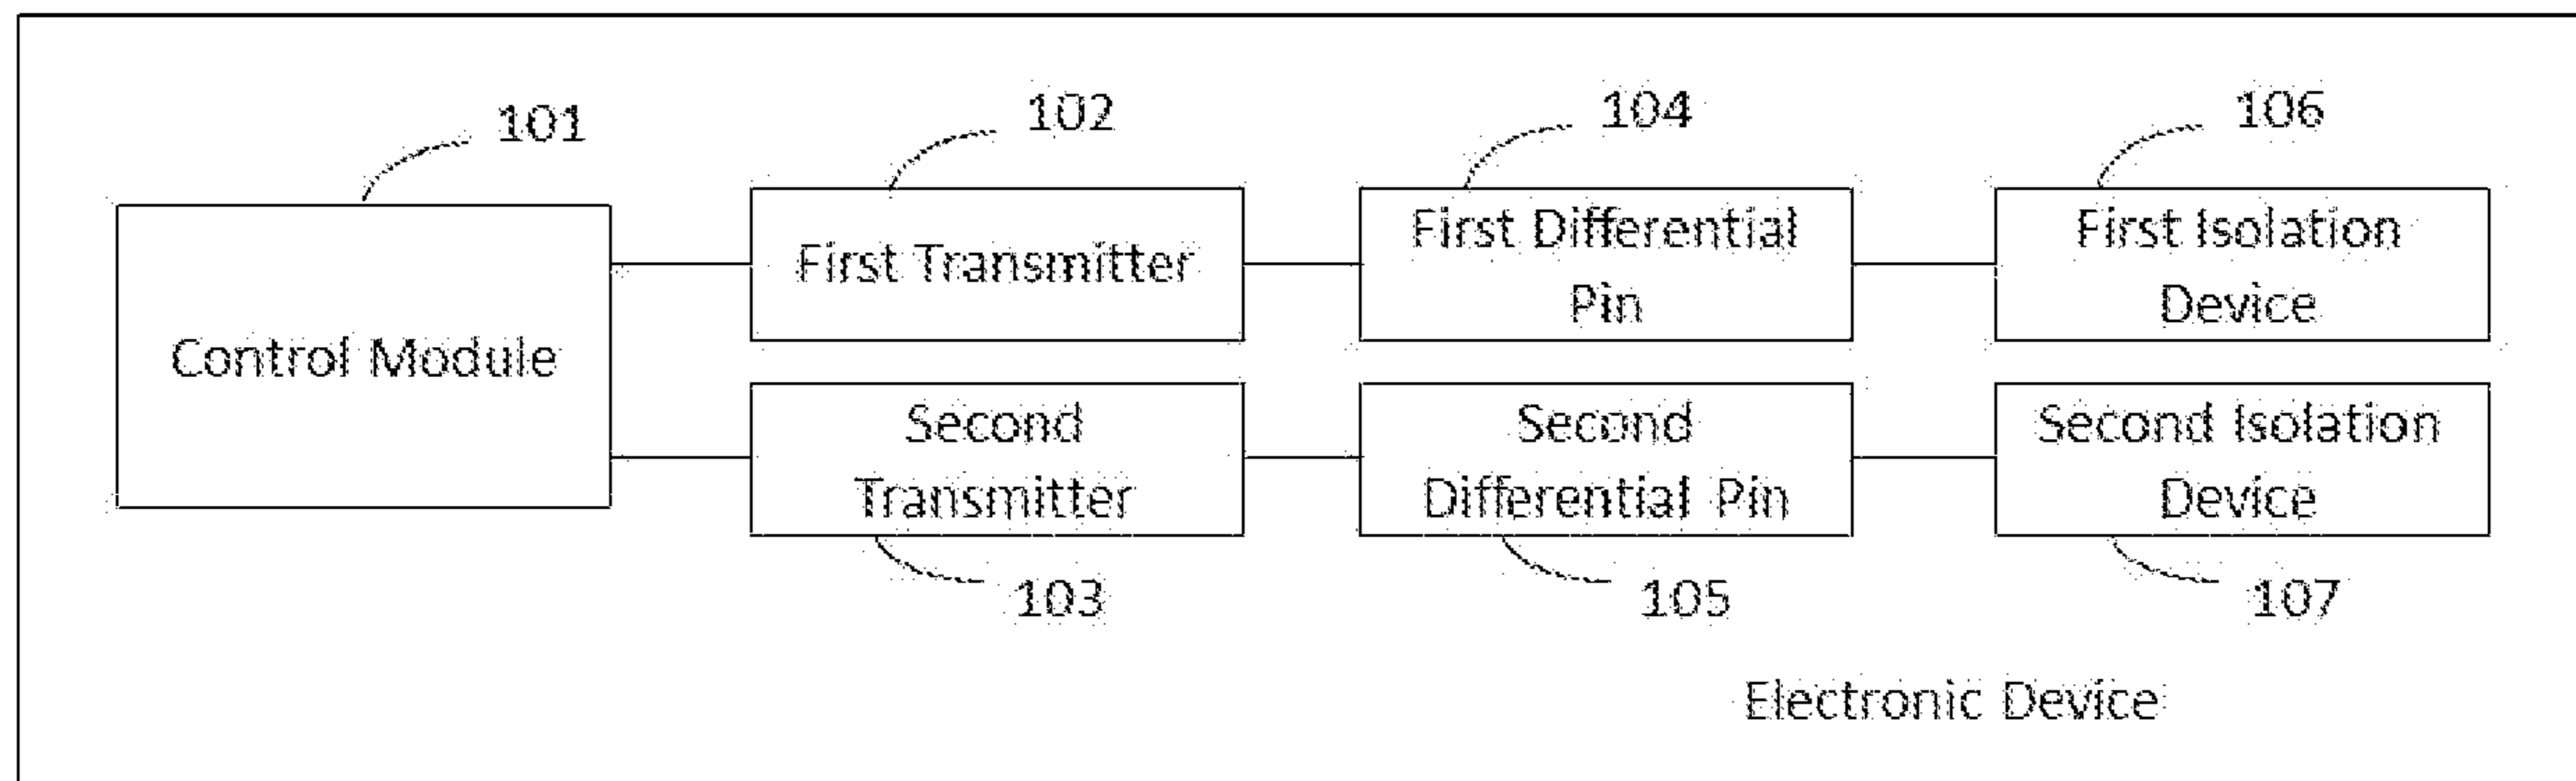 101
102
104
106
Control Module
First Transmitter
First Differential
Pin
First Isolation
Device
Second
Transmitter
Second
Differential Pin
Second Isolation
Device
103
105
107
Electronic Device